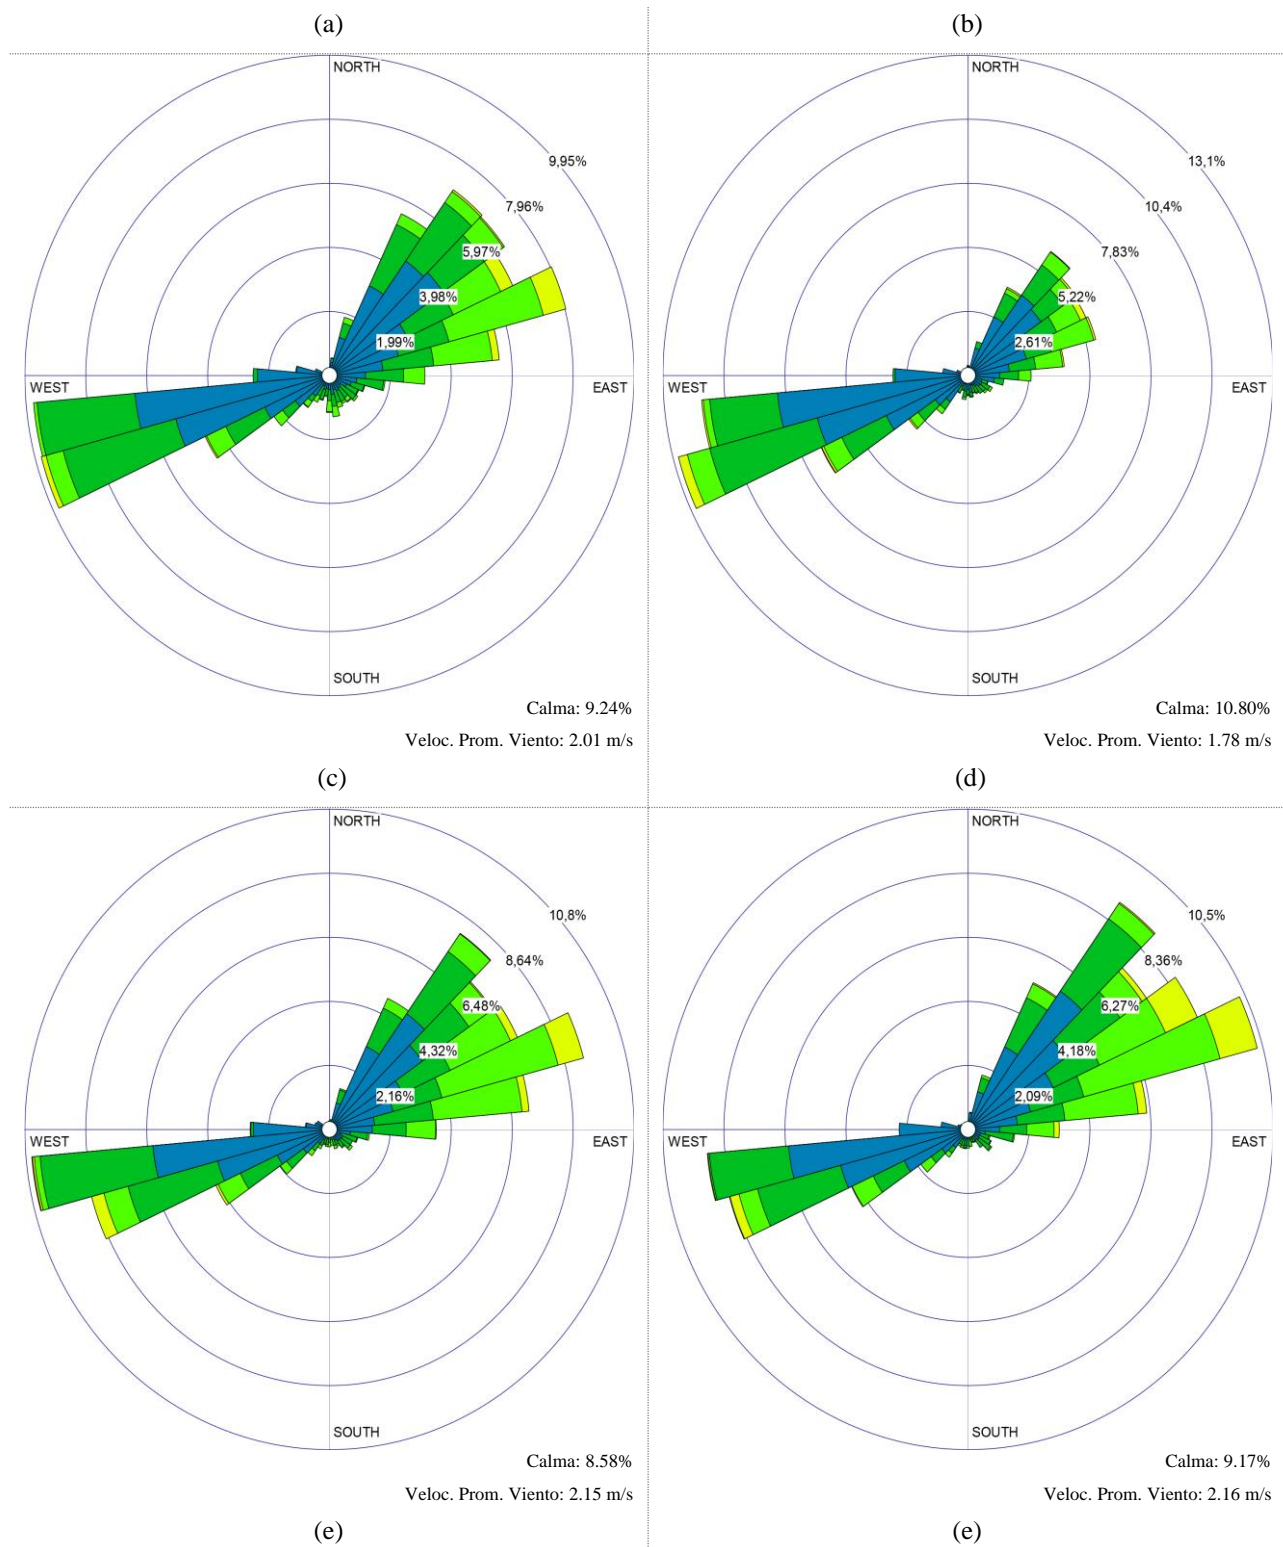 (a)
(b)
NORTH
9,95%
7,96%
5,97%
3,98%
1,99%
WEST
EAST
SOUTH
Calma: 9.24%
Veloc. Prom. Viento: 2.01 m/s
(c)
NORTH
13,1%
10,4%
7,83%
5,22%
2,61%
WEST
EAST
SOUTH
Calma: 10.80%
Veloc. Prom. Viento: 1.78 m/s
(d)
NORTH
10,8%
8,64%
6,48%
4,32%
2,16%
WEST
EAST
SOUTH
Calma: 8.58%
Veloc. Prom. Viento: 2.15 m/s
(e)
NORTH
10,5%
8,36%
6,27%
4,18%
2,09%
WEST
EAST
SOUTH
Calma: 9.17%
Veloc. Prom. Viento: 2.16 m/s
(e)